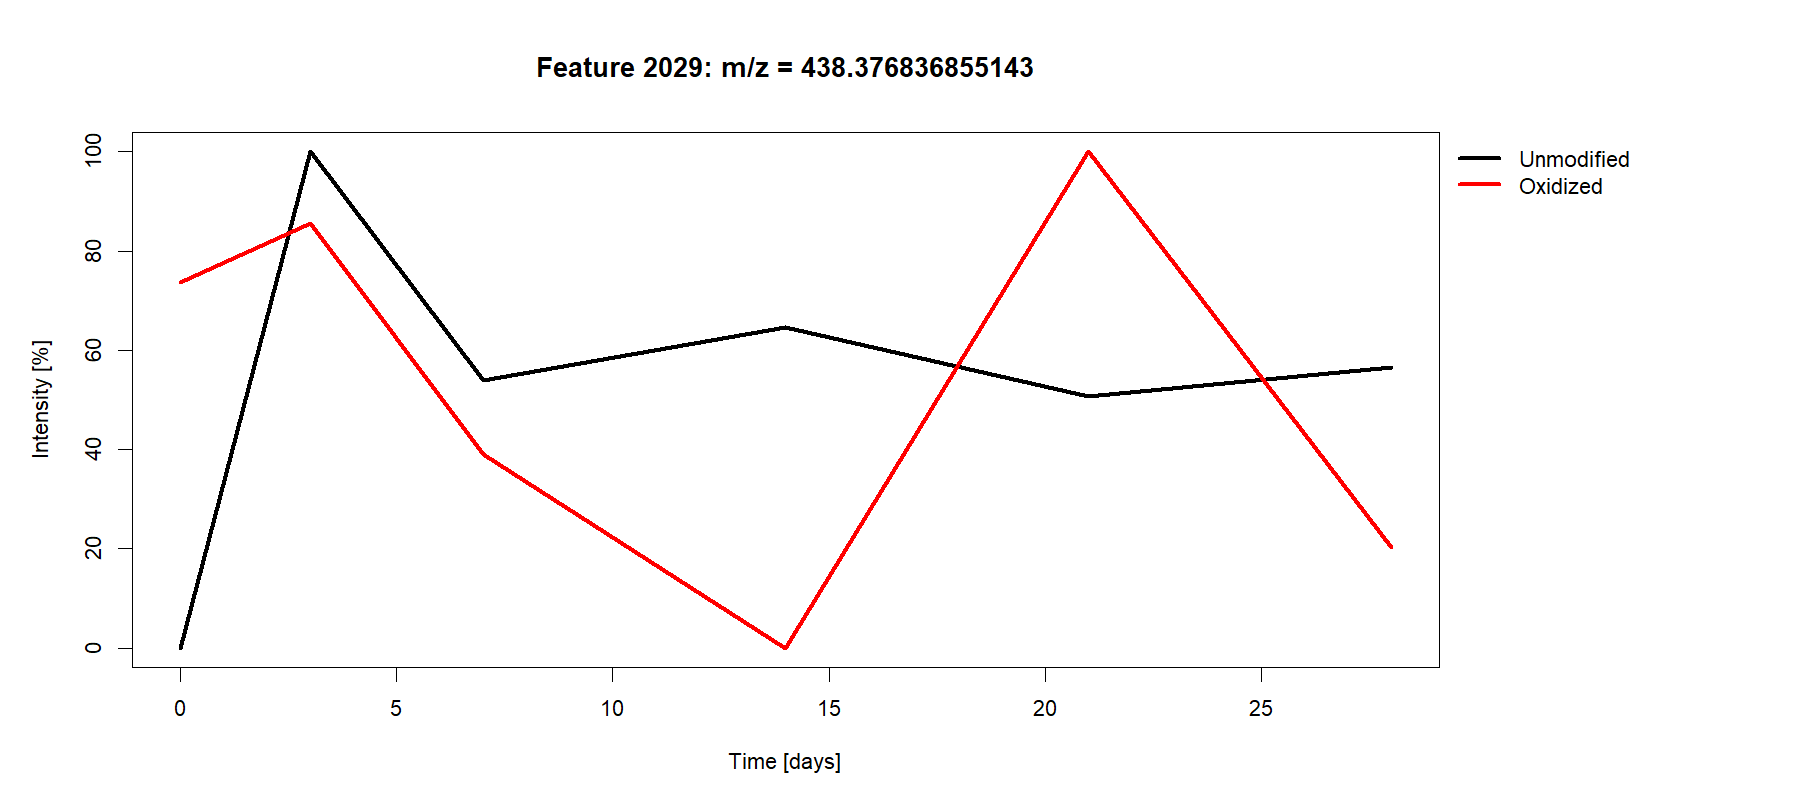 Feature 2029: m/z = 438.376836855143
Unmodified
Oxidized
Intensity [%]
100
80
60
40
20
0
0 5 10 15 20 25
Time [days]